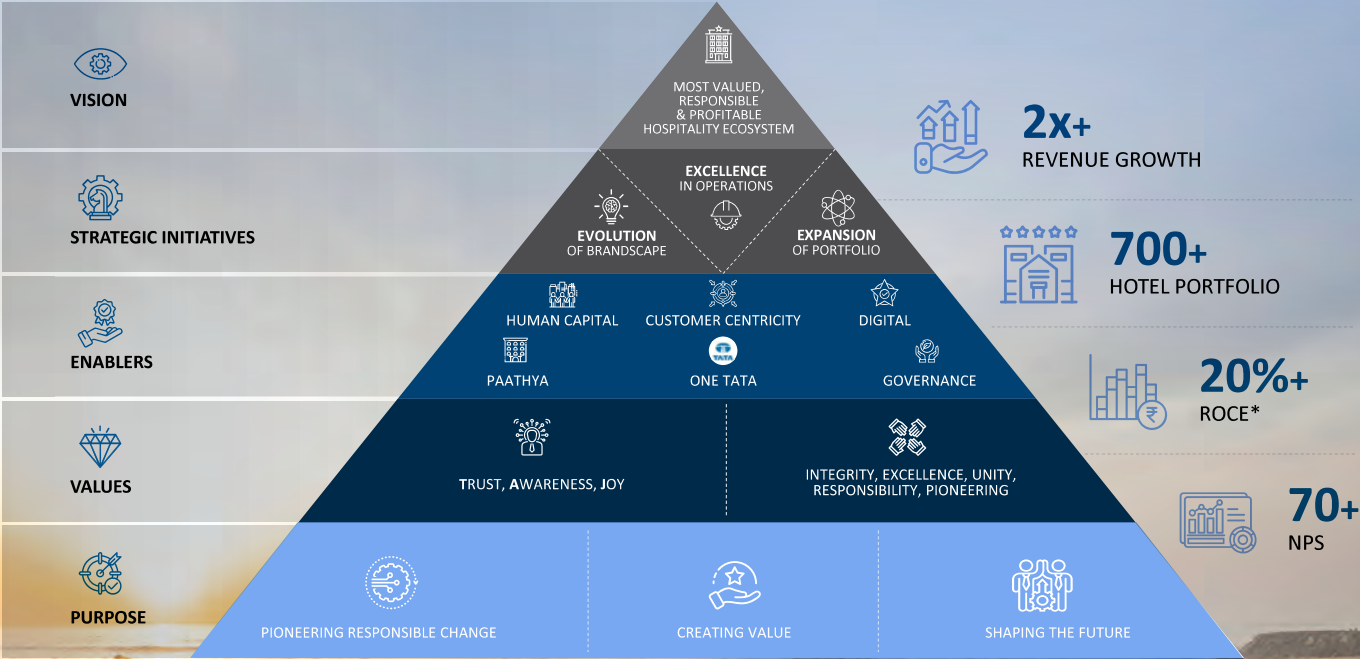 VISION
MOST VALUED,
RESPONSIBLE
& PROFITABLE
HOSPITALITY ECOSYSTEM
STRATEGIC INITIATIVES
EXCELLENCE
IN OPERATIONS
EVOLUTION
OF BRANDSCAPE
EXPANSION
OF PORTFOLIO
ENABLERS
HUMAN CAPITAL
CUSTOMER CENTRICITY
DIGITAL
PAATHYA
TATA
ONE TATA
GOVERNANCE
VALUES
TRUST, AWARENESS, JOY
INTEGRITY, EXCELLENCE, UNITY,
RESPONSIBILITY, PIONEERING
PURPOSE
PIONEERING RESPONSIBLE CHANGE
CREATING VALUE
SHAPING THE FUTURE
2x+
REVENUE GROWTH
700+
HOTEL PORTFOLIO
20%+
ROCE*
₹
70+
NPS